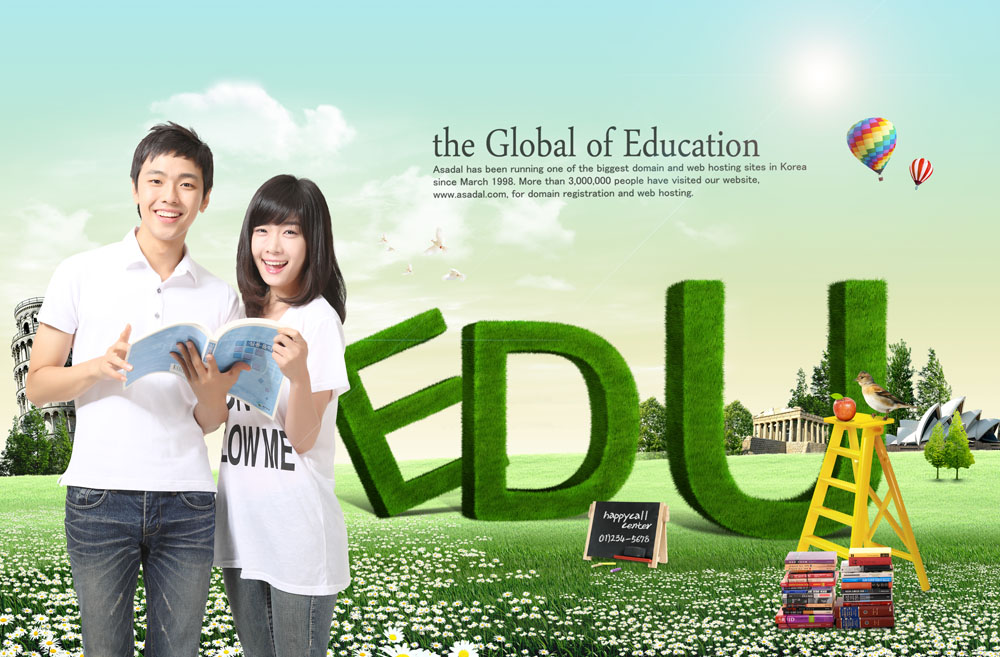 the Global of Education
Asadal has been running one of the biggest domain and web hosting sites in Korea
since March 1998. More than 3,000,000 people have visited our website,
www.asadal.com, for domain registration and web hosting.
EDU
LOW ME
happycall
center
01)234-5678